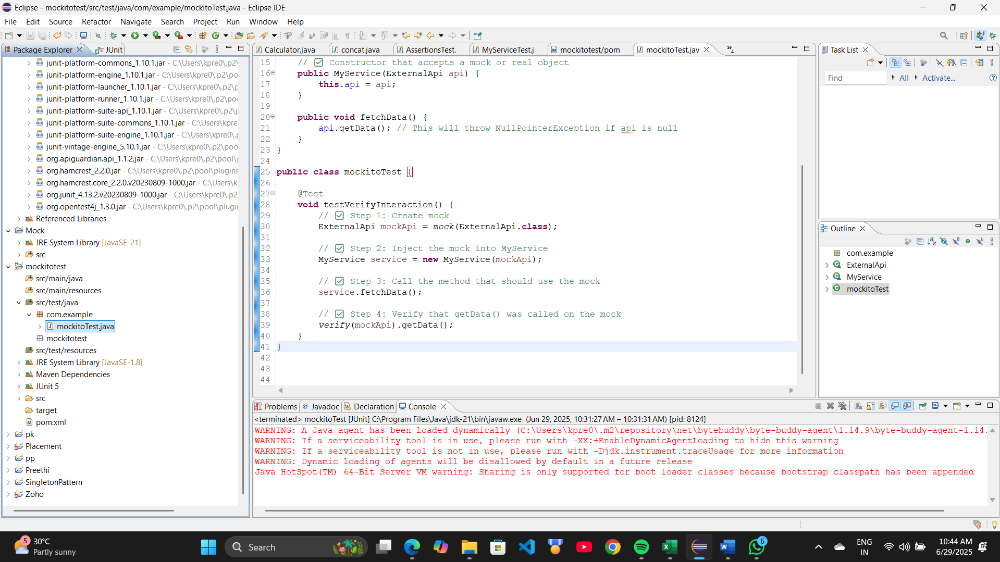 Eclipse - mockitotest/src/test/java/com/example/mockitoTest.java - Eclipse IDE
File Edit Source Refactor Navigate Search Project Run Window Help
Package Explorer
JUnit
junit-platform-commons_1.10.1.jar - C:\Users\kpre0\.p2\
junit-platform-engine_1.10.1.jar - C:\Users\kpre0\.p2\po
junit-platform-launcher_1.10.1.jar - C:\Users\kpre0\.p2\p
junit-platform-runner_1.10.1.jar - C:\Users\kpre0\.p2\po
junit-platform-suite-api_1.10.1.jar - C:\Users\kpre0\.p2\
junit-platform-suite-commons_1.10.1.jar - C:\Users\kpre
junit-platform-suite-engine_1.10.1.jar - C:\Users\kpre0\.
junit-vintage-engine_5.10.1.jar - C:\Users\kpre0\.p2\poo
org.apiguardian.api_1.1.2.jar - C:\Users\kpre0\.p2\pool\
org.hamcrest_2.2.0.jar - C:\Users\kpre0\.p2\pool\plugins
org.hamcrest.core_2.2.0.v20230809-1000.jar - C:\Users\k
org.junit_4.13.2.v20230809-1000.jar - C:\Users\kpre0\.p2
org.opentest4j_1.3.0.jar - C:\Users\kpre0\.p2\pool\plugi
Referenced Libraries
Mock
JRE System Library [JavaSE-21]
src
mockitotest
src/main/java
src/main/resources
src/test/java
com.example
mockitoTest.java
mockitotest
src/test/resources
JRE System Library [JavaSE-1.8]
Maven Dependencies
JUnit 5
src
target
pom.xml
pk
Placement
pp
Preethi
SingletonPattern
Zoho
Calculator.java concat.java AssertionsTest. MyServiceTest.j mockitotest/pom mockitoTest.jav 4
15 // ✅ Constructor that accepts a mock or real object
16 public MyService(ExternalApi api) {
17 this.api = api;
18 }
19
20 public void fetchData() {
21 api.getData(); // This will throw NullPointerException if api is null
22 }
23 }
24
25 public class mockitoTest {
26
27 @Test
28 void testVerifyInteraction() {
29 // ✅ Step 1: Create mock
30 ExternalApi mockApi = mock(ExternalApi.class);
31
32 // ✅ Step 2: Inject the mock into MyService
33 MyService service = new MyService(mockApi);
34
35 // ✅ Step 3: Call the method that should use the mock
36 service.fetchData();
37
38 // ✅ Step 4: Verify that getData() was called on the mock
39 verify(mockApi).getData();
40 }
41 }
42
43
44
Task List
Find All Activate...
Outline
com.example
ExternalApi
MyService
mockitoTest
Problems Javadoc Declaration Console
<terminated> mockitoTest [JUnit] C:\Program Files\Java\jdk-21\bin\javaw.exe (Jun 29, 2025, 10:31:27 AM – 10:31:31 AM) [pid: 8124]
WARNING: A Java agent has been loaded dynamically (C:\Users\kpre0\.m2\repository\net\bytebuddy\byte-buddy-agent\1.14.9\byte-buddy-agent-1.14.
WARNING: If a serviceability tool is in use, please run with -XX:+EnableDynamicAgentLoading to hide this warning
WARNING: If a serviceability tool is not in use, please run with -Djdk.instrument.traceUsage for more information
WARNING: Dynamic loading of agents will be disallowed by default in a future release
Java HotSpot(TM) 64-Bit Server VM warning: Sharing is only supported for boot loader classes because bootstrap classpath has been appended
5
30°C
Partly sunny
Search
6
ENG
IN
10:44 AM
6/29/2025